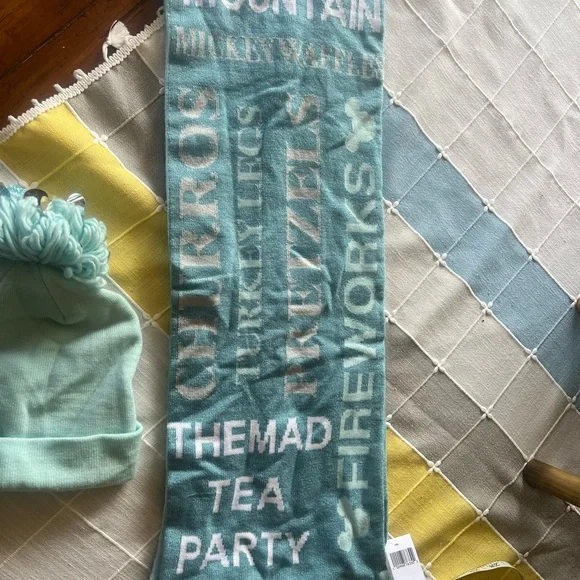 MOUNTAIN
MICKEY WAFFLES
CHURROS
TURKEY LEGS
PRETZELS
FIREWORKS
THE MAD
TEA
PARTY